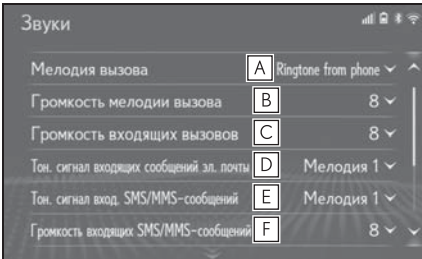 Звуки
Мелодия вызова A Ringtone from phone
Громкость мелодии вызова B 8
Громкость входящих вызовов C 8
Тон. сигнал входящих сообщений эл. почты D Мелодия 1
Тон. сигнал вход. SMS/MMS-сообщений E Мелодия 1
Громкость входящих SMS/MMS-сообщений F 8